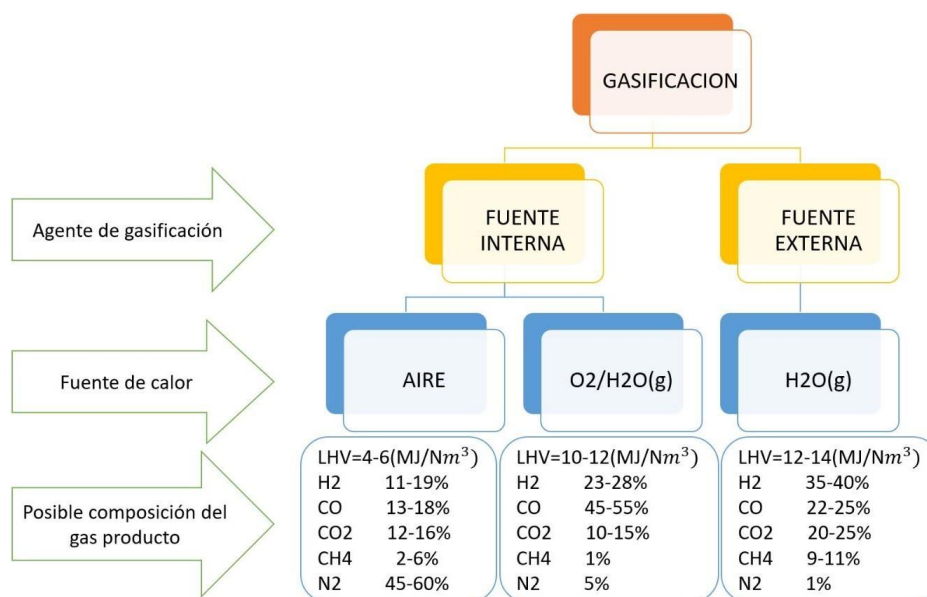 GASIFICACION
Agente de gasificación
FUENTE
INTERNA
FUENTE
EXTERNA
Fuente de calor
AIRE
O2/H2O(g)
H2O(g)
Posible composición del
gas producto
LHV=4-6(MJ/Nm³)
H2 11-19%
CO 13-18%
CO2 12-16%
CH4 2-6%
N2 45-60%
LHV=10-12(MJ/Nm³)
H2 23-28%
CO 45-55%
CO2 10-15%
CH4 1%
N2 5%
LHV=12-14(MJ/Nm³)
H2 35-40%
CO 22-25%
CO2 20-25%
CH4 9-11%
N2 1%